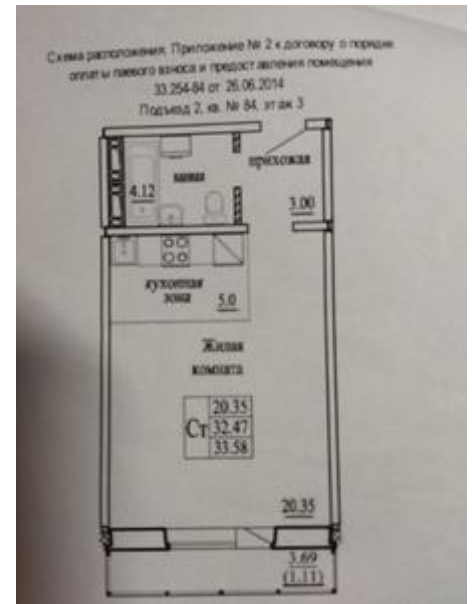 Схема расположения. Приложение № 2 к договору о порядке
оплаты паевого взноса и предоставления помещения
33.254-84 от 26.06.2014
Подъезд 2, кв. № 84, этаж 3
прихожая
ванная
4.12
3.00
кухонная
зона
5.0
Жилая
комната
Ст
20.35
32.47
33.58
20.35
3.69
(1.11)